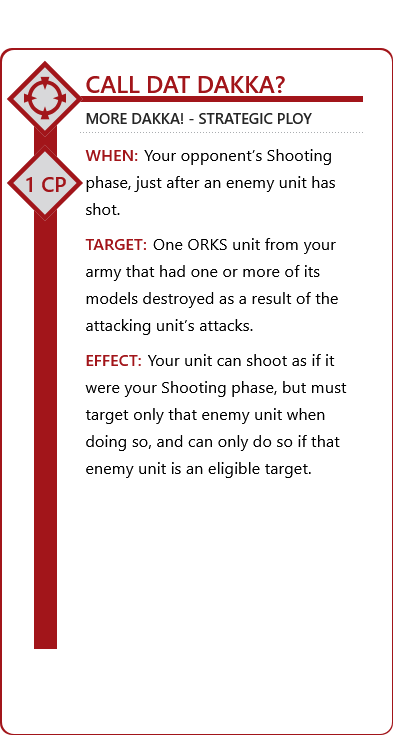 CALL DAT DAKKA?
MORE DAKKA! - STRATEGIC PLOY
1 CP
WHEN: Your opponent’s Shooting
phase, just after an enemy unit has
shot.
TARGET: One ORKS unit from your
army that had one or more of its
models destroyed as a result of the
attacking unit’s attacks.
EFFECT: Your unit can shoot as if it
were your Shooting phase, but must
target only that enemy unit when
doing so, and can only do so if that
enemy unit is an eligible target.